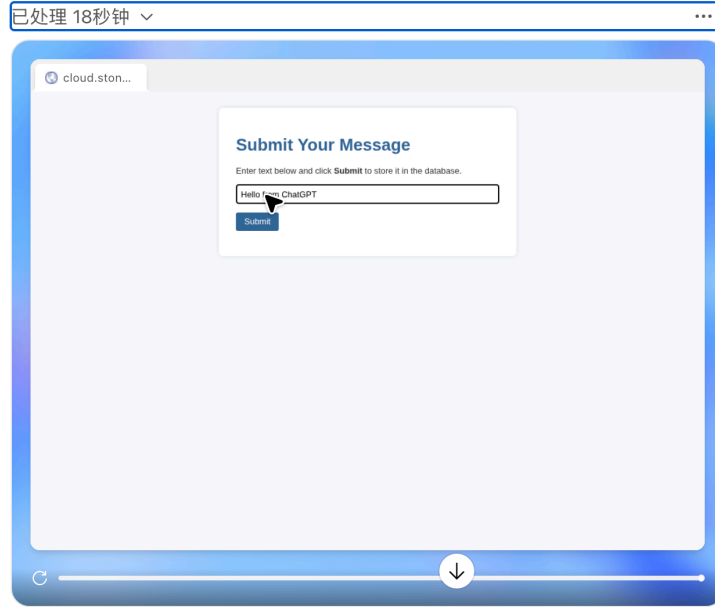 已处理 18秒钟
cloud.ston...
Submit Your Message
Enter text below and click Submit to store it in the database.
Hello from ChatGPT
Submit